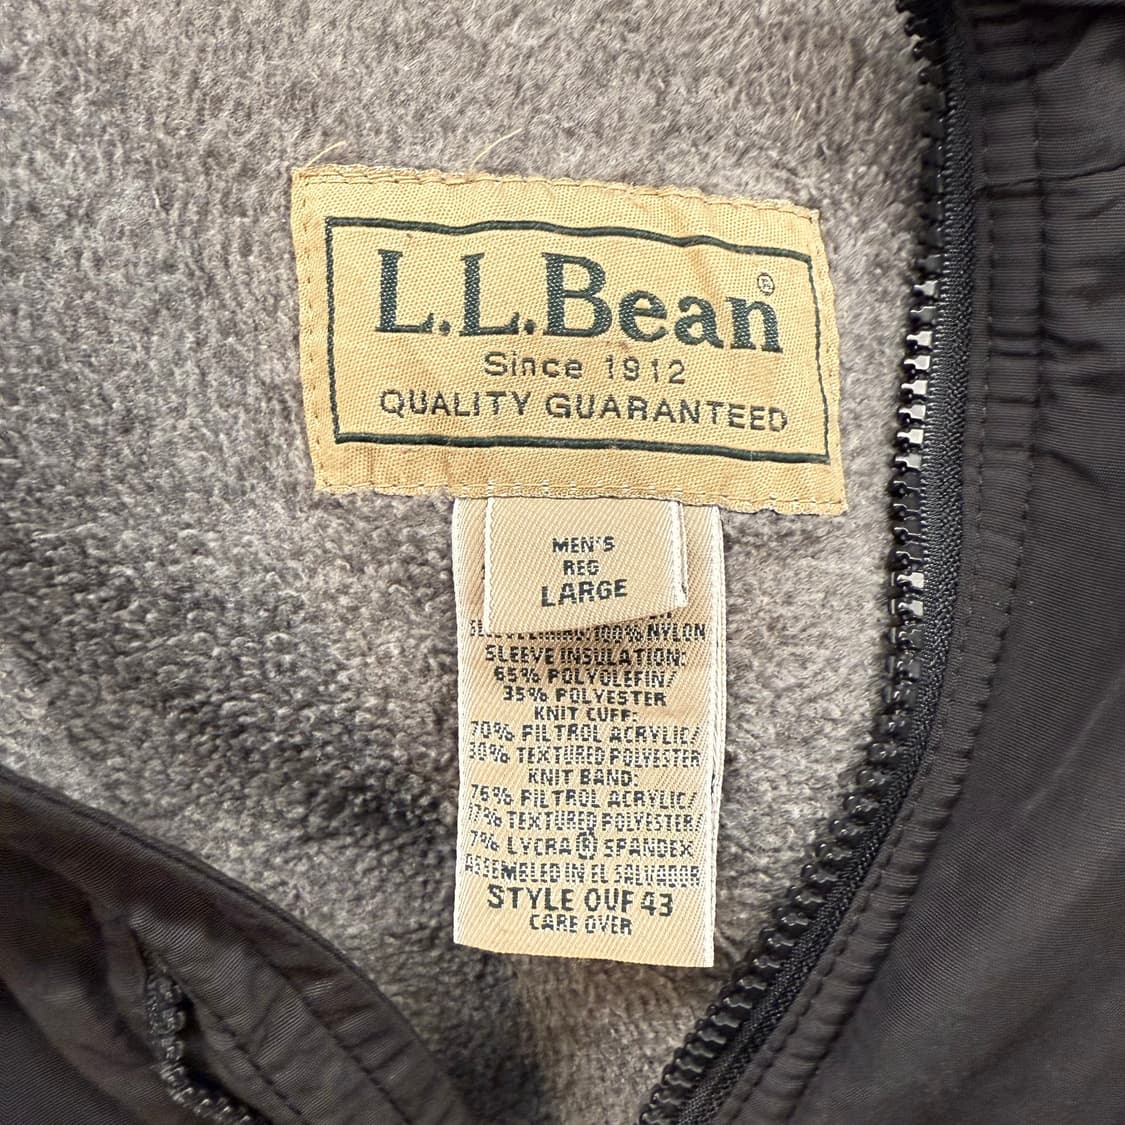 L.L.Bean®
Since 1912
QUALITY GUARANTEED
MEN'S
REG
LARGE
100% NYLON
SLEEVE INSULATION:
65% POLYOLEFIN/
35% POLYESTER
KNIT CUFF:
70% FILTROL ACRYLIC/
30% TEXTURED POLYESTER
KNIT BAND:
76% FILTROL ACRYLIC/
17% TEXTURED POLYESTER/
7% LYCRA® SPANDEX
ASSEMBLED IN EL SALVADOR
STYLE OUF43
CARE OVER